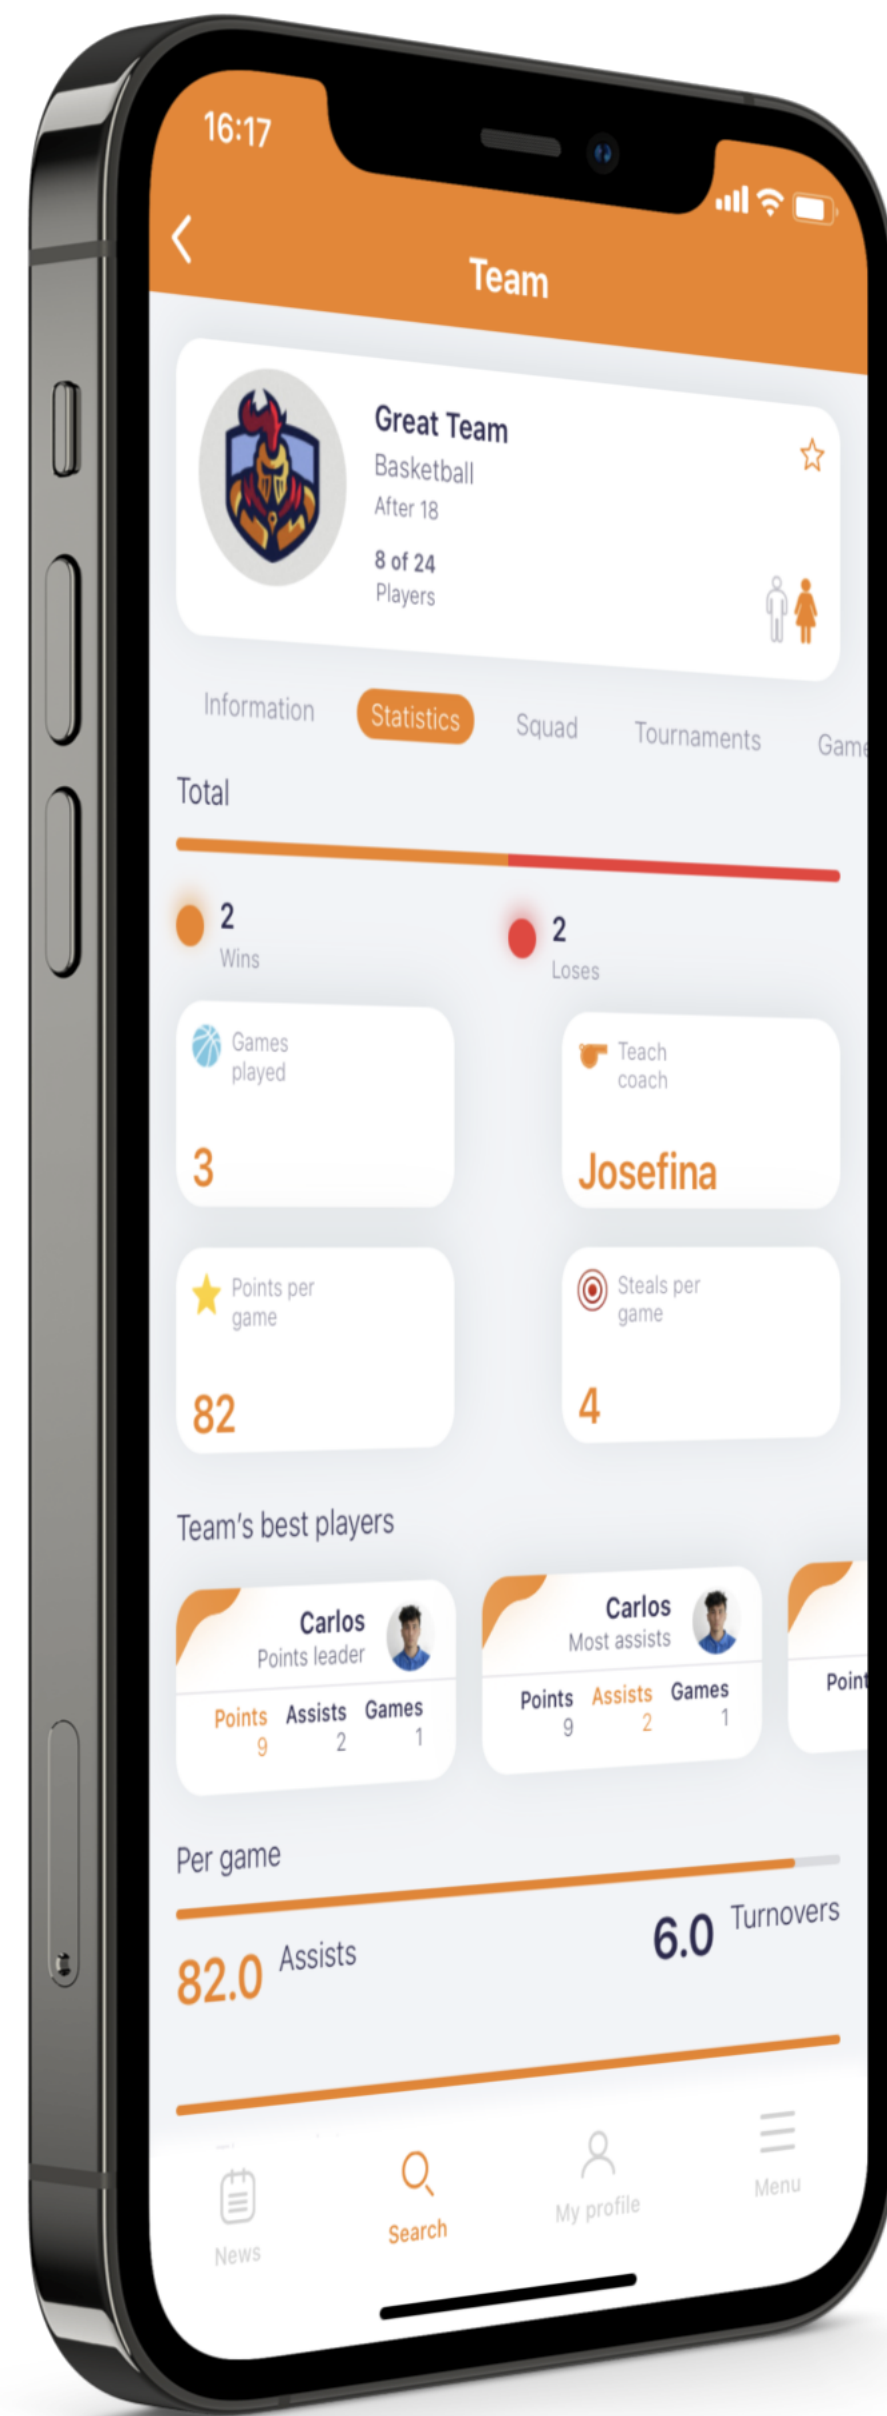 16:17
Team
Great Team
Basketball
After 18
8 of 24
Players
Information Statistics Squad Tournaments Game
Total
2
Wins
2
Loses
Games
played
3
Teach
coach
Josefina
Points per
game
82
Steals per
game
4
Team's best players
Carlos
Points leader
Points Assists Games
9 2 1
Carlos
Most assists
Points Assists Games
9 2 1
Point
Per game
82.0 Assists
6.0 Turnovers
News
Search
My profile
Menu